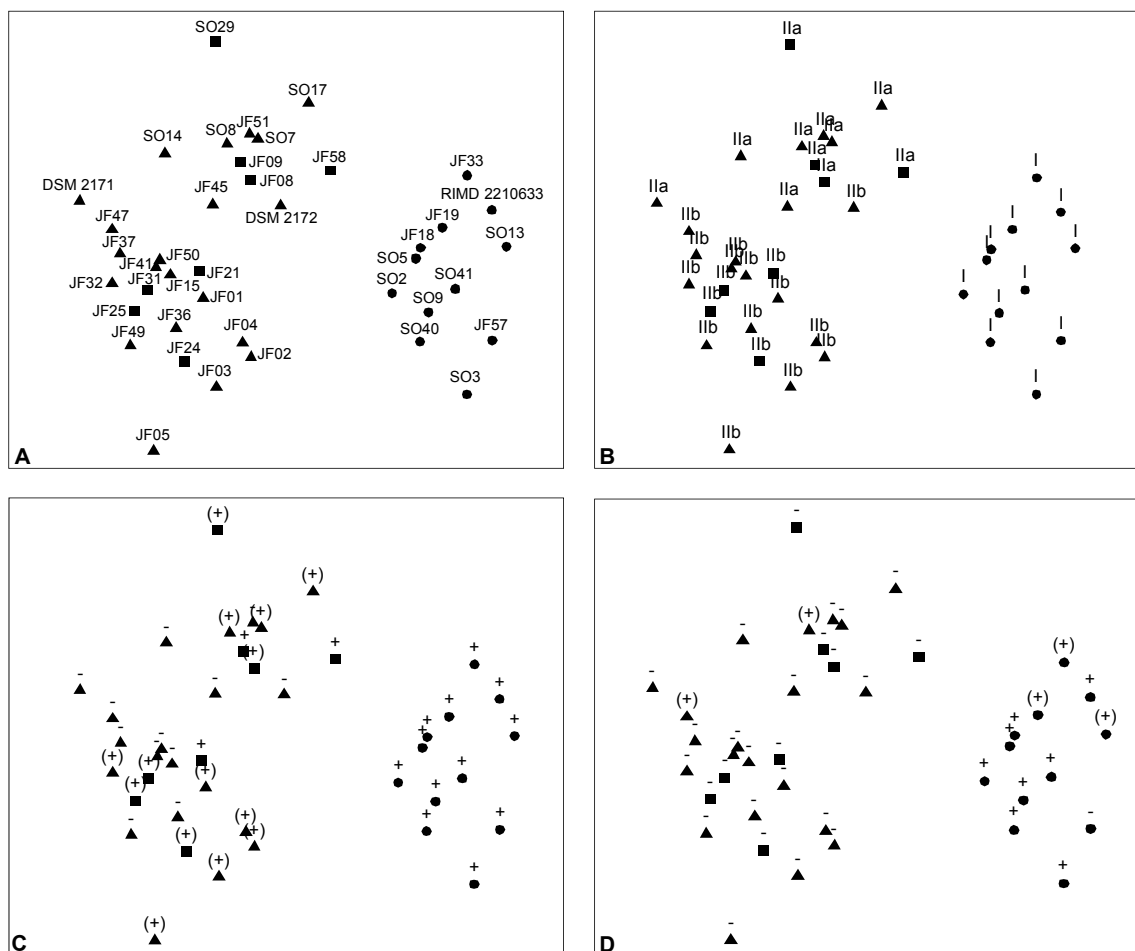 SO29
SO17
JF51
SO8 SO7
SO14
JF09
JF58
JF08
JF33
DSM 2171
JF45
RIMD 2210633
DSM 2172
JF47
JF19
SO13
JF37
JF18
JF50
SO5
JF41
JF32 JF31 JF15 JF21
SO2 SO41
JF01
JF25
SO9
JF36
JF49
JF04
SO40
JF57
JF24
JF02
JF03
SO3
JF05
A
IIa
IIa
IIa
IIa IIa
IIa
IIa
IIa
IIa
I
IIa
IIa
IIb
I
IIb
I
IIb
IIb
I
I
IIb
I
IIb
IIb
IIb
IIb
I
I
IIb
I
IIb
IIb
IIb
IIb
I
I
IIb
IIb
I
IIb
B
(+)
(+)
-
(+) (+)
- +
(+)
+
+
- - -
+
-
+
- -
+
+
+
- -
+
(+) (+) (+)
+ +
(+)
+
-
-
(+)
(+)
+
+
(+)
(+)
+
(+)
C
-
-
-
(+) -
- -
-
-
(+)
- - -
+
(+)
(+)
-
+
(+)
-
-
+
- - -
-
+ +
-
-
+
-
-
-
-
+
-
-
-
+
-
D